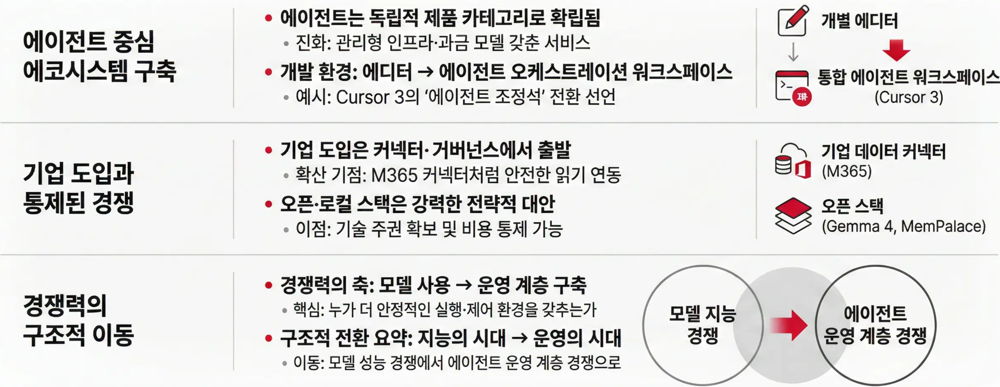 에이전트 중심
에코시스템 구축
• 에이전트는 독립적 제품 카테고리로 확립됨
• 진화: 관리형 인프라·과금 모델 갖춘 서비스
• 개발 환경: 에디터 → 에이전트 오케스트레이션 워크스페이스
• 예시: Cursor 3의 ‘에이전트 조정석’ 전환 선언
개별 에디터
통합 에이전트 워크스페이스
(Cursor 3)
기업 도입과
통제된 경쟁
• 기업 도입은 커넥터·거버넌스에서 출발
• 확산 기점: M365 커넥터처럼 안전한 읽기 연동
• 오픈·로컬 스택은 강력한 전략적 대안
• 이점: 기술 주권 확보 및 비용 통제 가능
기업 데이터 커넥터
(M365)
오픈 스택
(Gemma 4, MemPalace)
경쟁력의
구조적 이동
• 경쟁력의 축: 모델 사용 → 운영 계층 구축
• 핵심: 누가 더 안정적인 실행·제어 환경을 갖추는가
• 구조적 전환 요약: 지능의 시대 → 운영의 시대
• 이동: 모델 성능 경쟁에서 에이전트 운영 계층 경쟁으로
모델 지능
경쟁
에이전트
운영 계층 경쟁